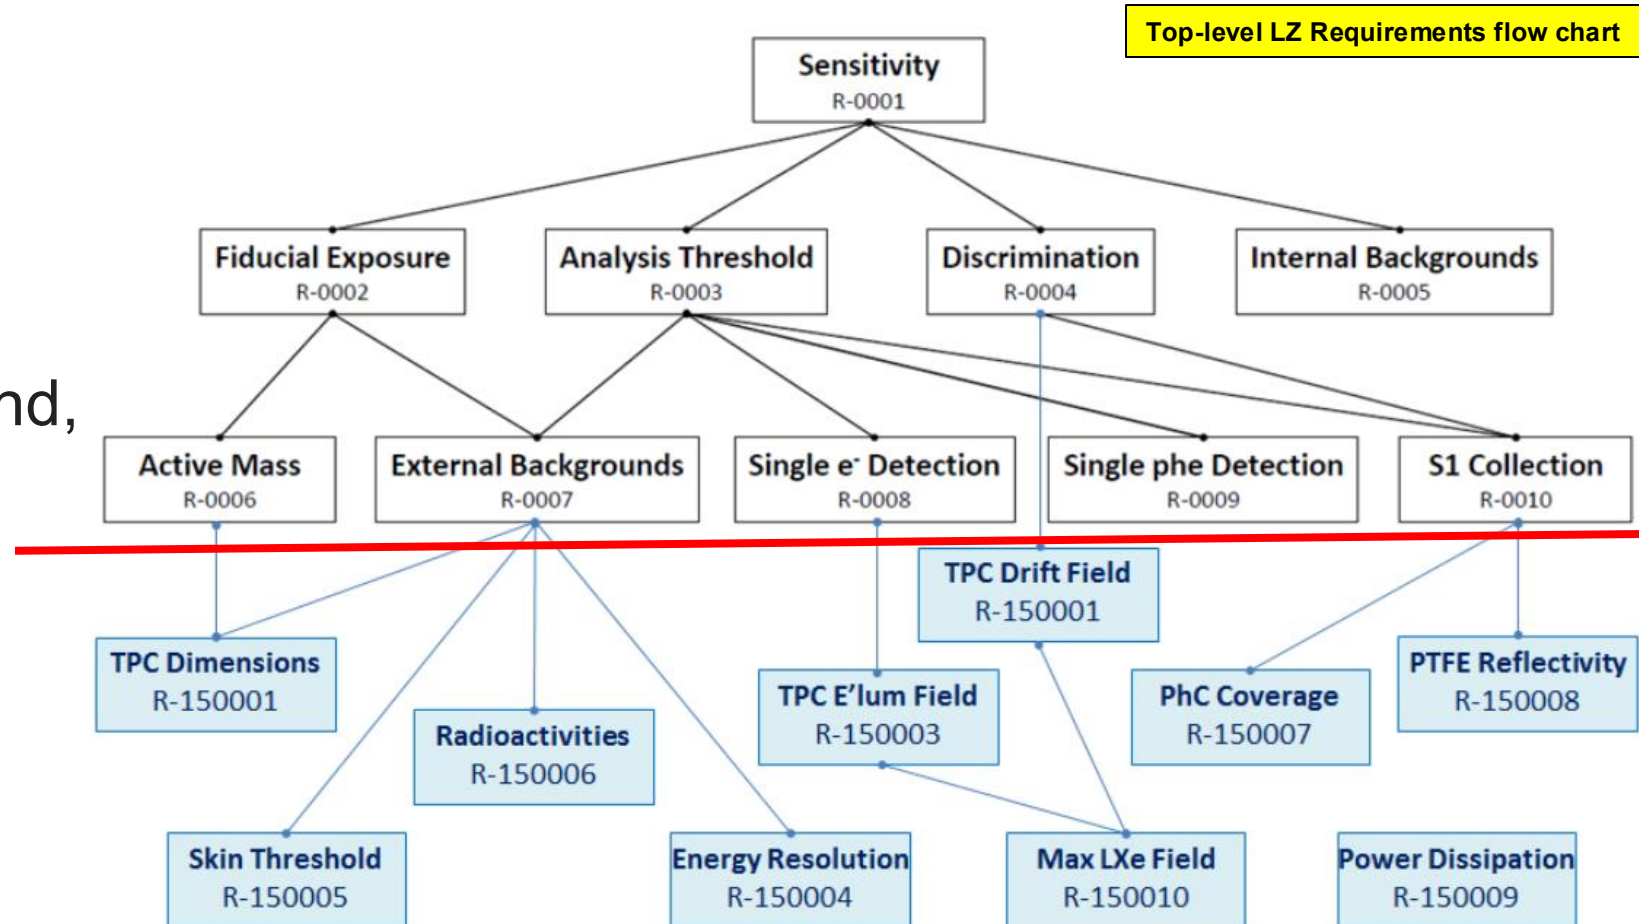 Top-level LZ Requirements flow chart
Sensitivity
R-0001
Fiducial Exposure
R-0002
Analysis Threshold
R-0003
Discrimination
R-0004
Internal Backgrounds
R-0005
nd,
Active Mass
R-0006
External Backgrounds
R-0007
Single e⁻ Detection
R-0008
Single phe Detection
R-0009
S1 Collection
R-0010
TPC Drift Field
R-150001
TPC Dimensions
R-150001
Radioactivities
R-150006
TPC E’lum Field
R-150003
PhC Coverage
R-150007
PTFE Reflectivity
R-150008
Skin Threshold
R-150005
Energy Resolution
R-150004
Max LXe Field
R-150010
Power Dissipation
R-150009